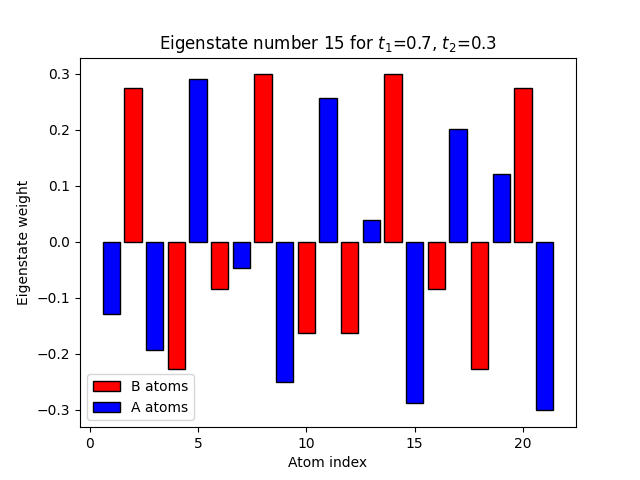 Eigenstate number 15 for t₁=0.7, t₂=0.3
Eigenstate weight
0.3
0.2
0.1
0.0
−0.1
−0.2
−0.3
B atoms
A atoms
0 5 10 15 20
Atom index